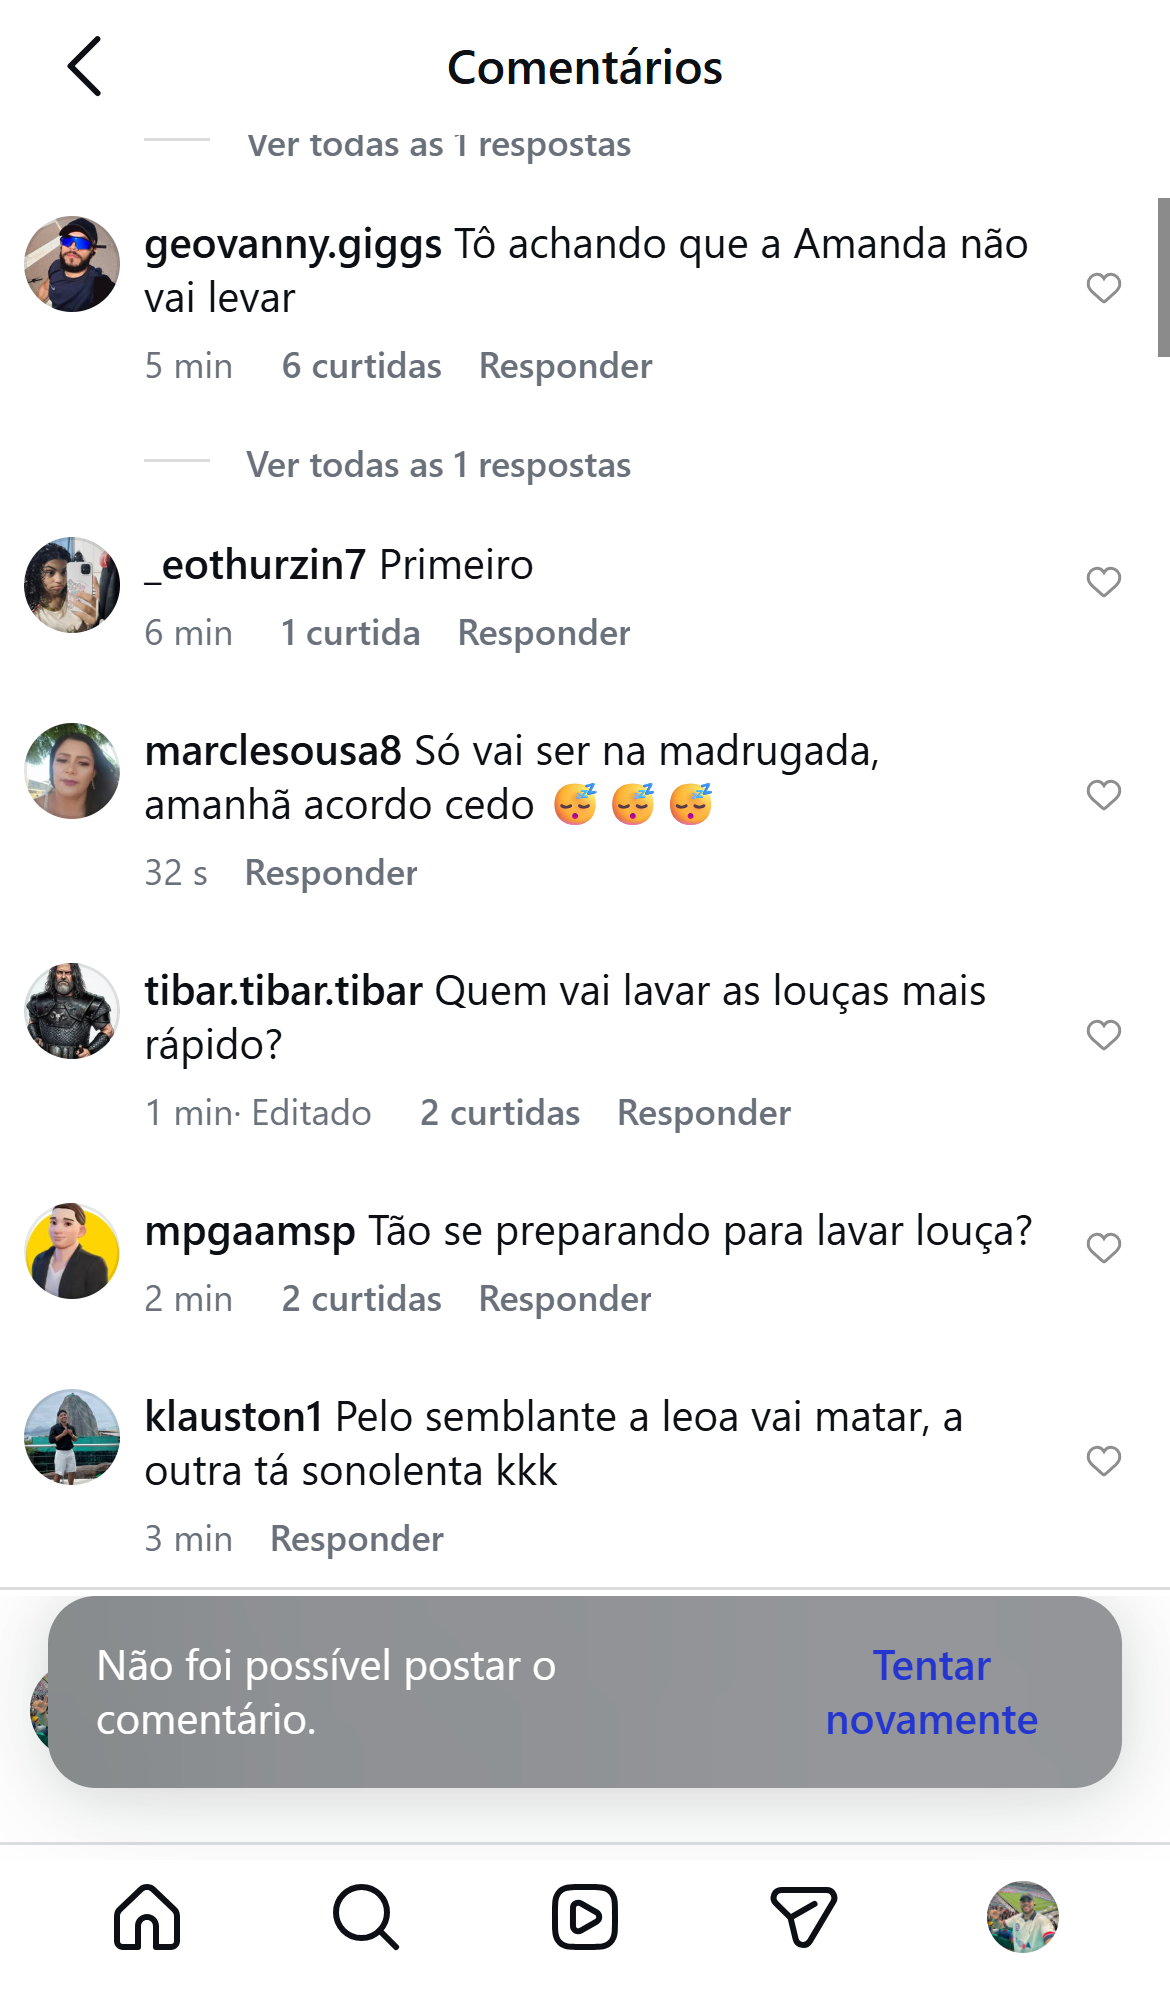 Comentários
Ver todas as 1 respostas
geovanny.giggs Tô achando que a Amanda não
vai levar
5 min 6 curtidas Responder
Ver todas as 1 respostas
_eothurzin7 Primeiro
6 min 1 curtida Responder
marclesousa8 Só vai ser na madrugada,
amanhã acordo cedo 😴😴😴
32 s Responder
tibar.tibar.tibar Quem vai lavar as louças mais
rápido?
1 min· Editado 2 curtidas Responder
mpgaamsp Tão se preparando para lavar louça?
2 min 2 curtidas Responder
klauston1 Pelo semblante a leoa vai matar, a
outra tá sonolenta kkk
3 min Responder
Não foi possível postar o
comentário.
Tentar
novamente